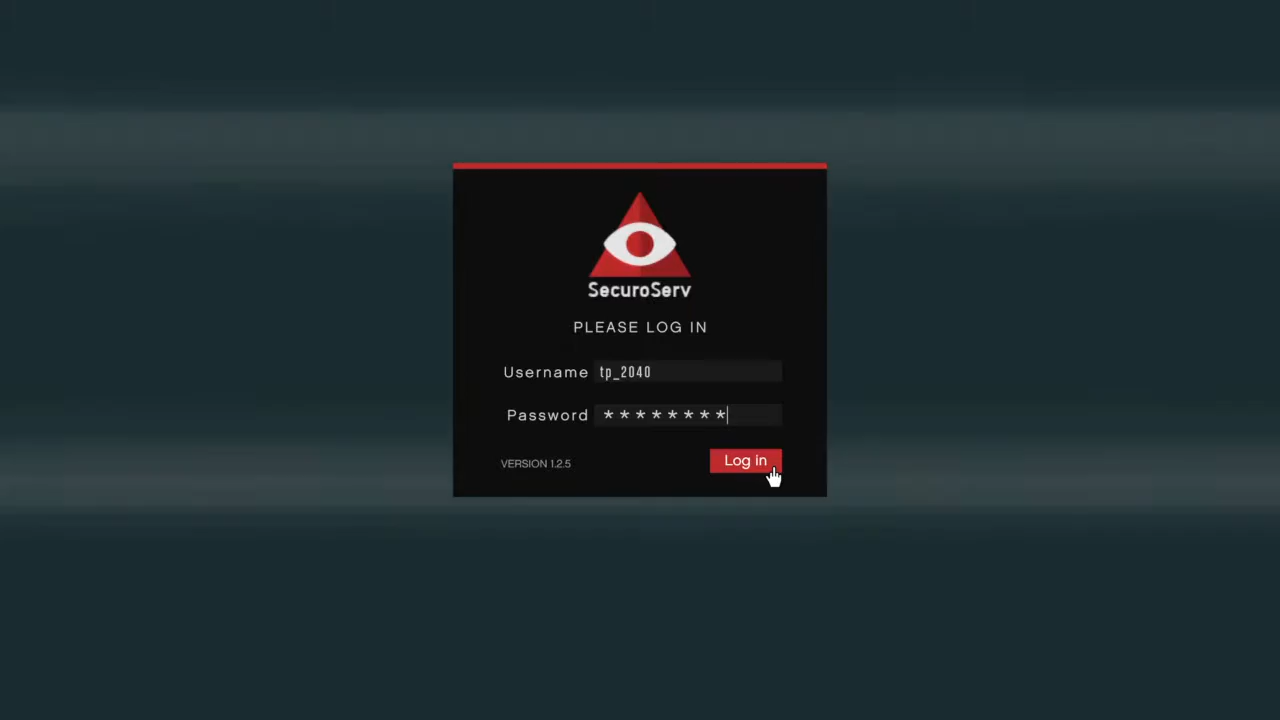 SecuroServ
PLEASE LOG IN
Username tp_2040
Password ********
VERSION 1.2.5 Log in